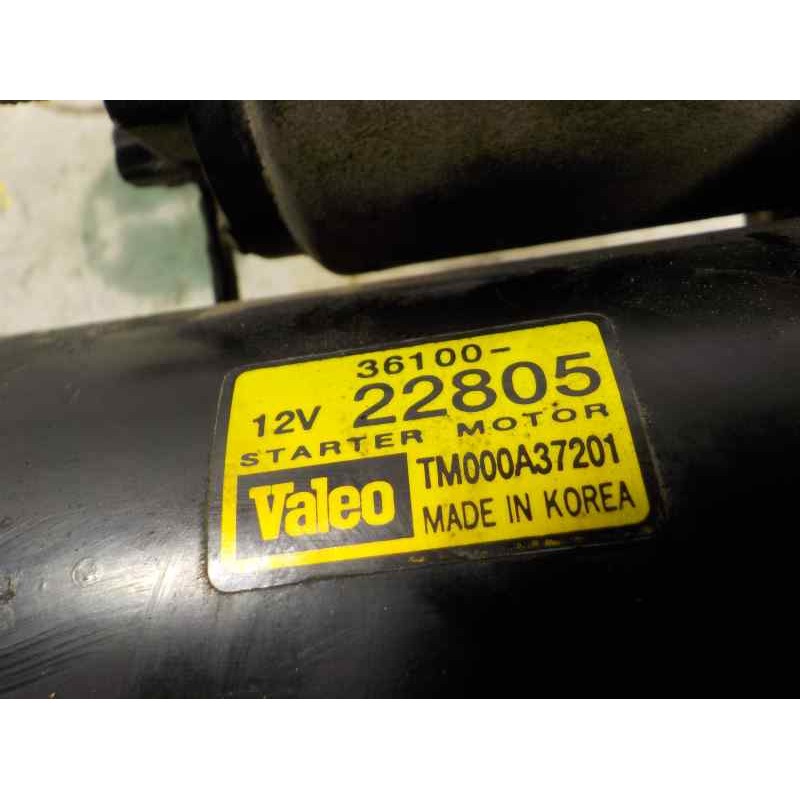 36100-
12V 22805
STARTER MOTOR
Valeo TM000A37201
MADE IN KOREA